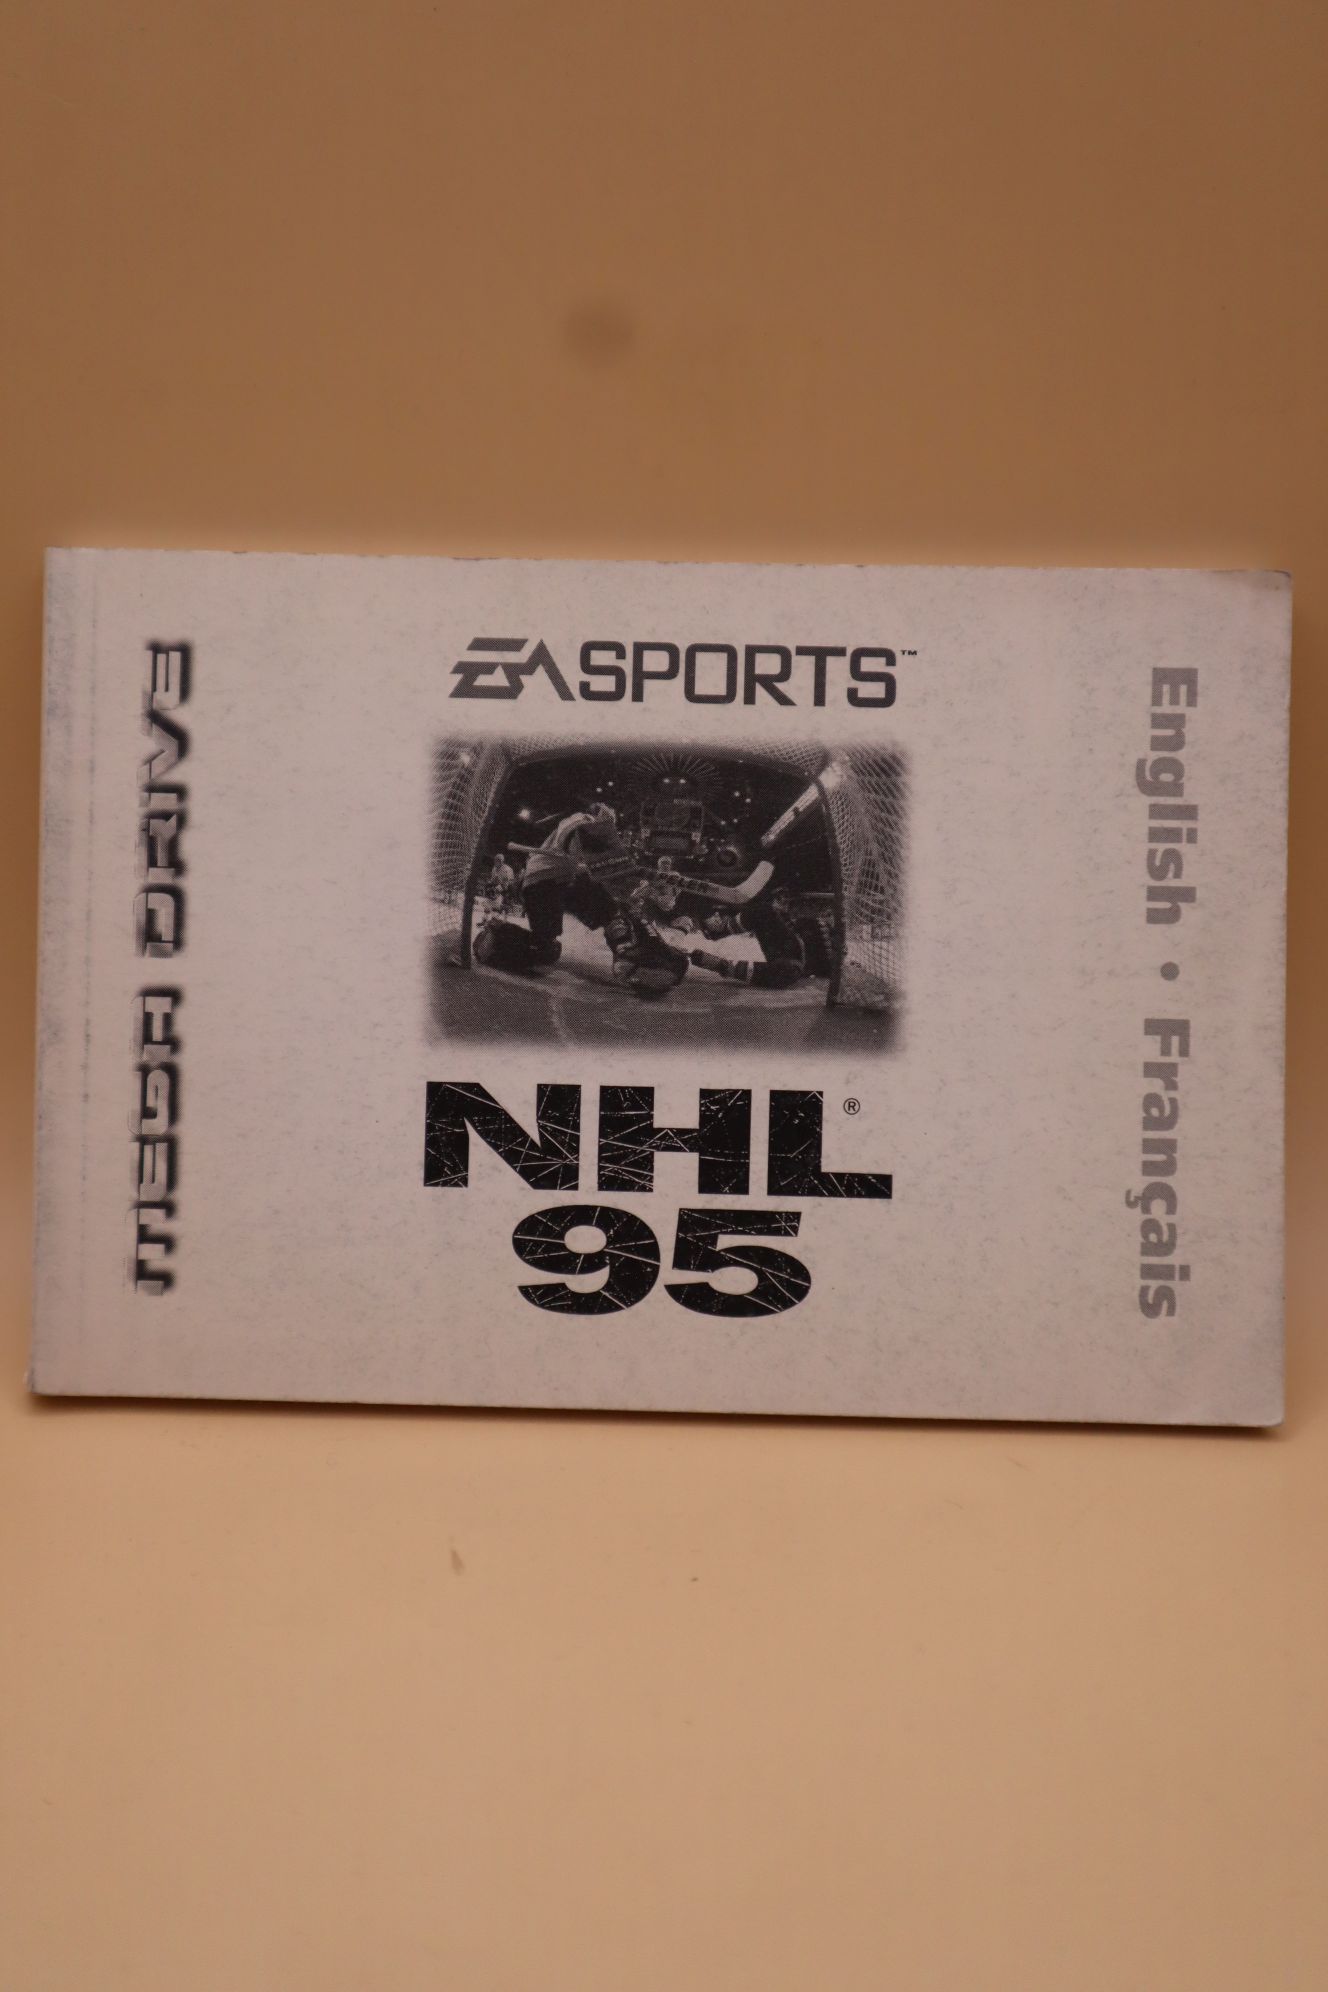 MEGA DRIVE
EA SPORTS™
NHL®
95
English • Français